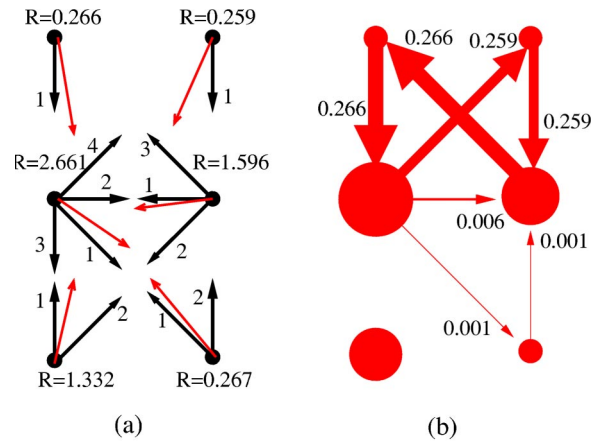 R=0.266 R=0.259
1 1
4 3
R=2.661 R=1.596
2 1
3 1 2
1 2 1 2
R=1.332 R=0.267
(a)
0.266 0.259
0.266 0.259
0.006
0.001
0.001
(b)